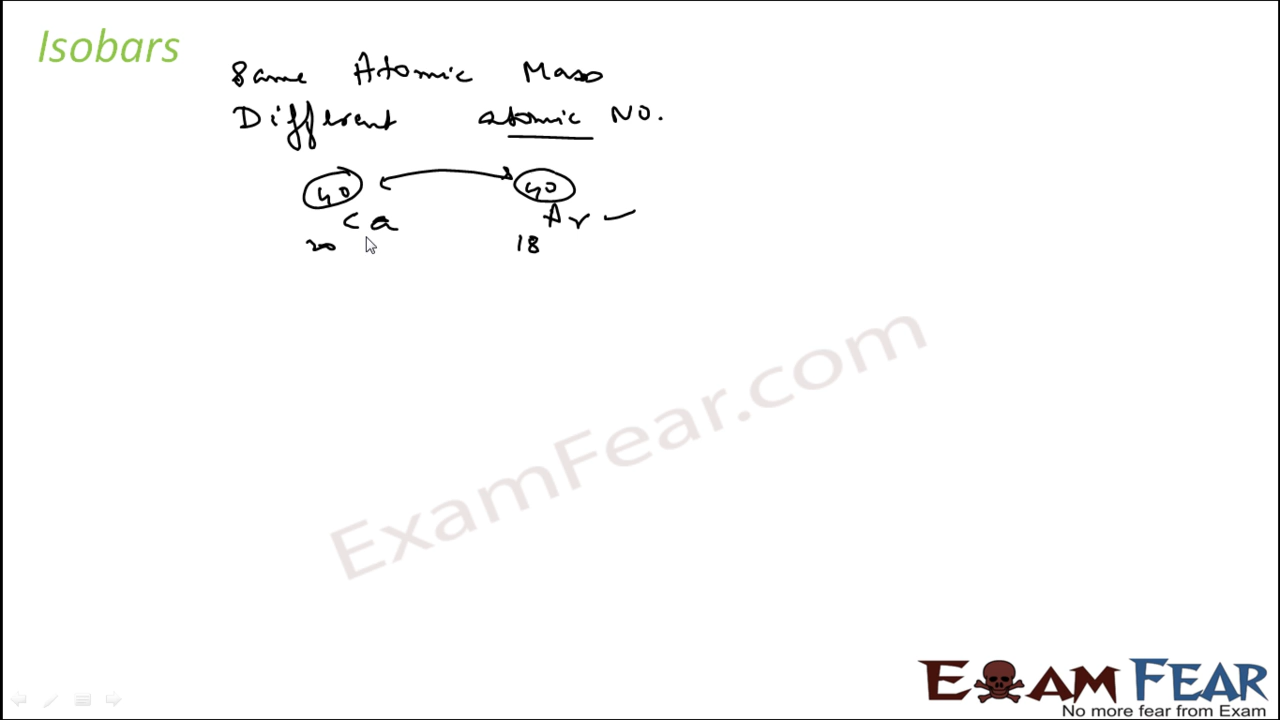 Isobars
Same Atomic Mass
Different atomic No.
40 40
Ca Ar
20 18
ExamFear.com
EXAM FEAR
No more fear from Exam